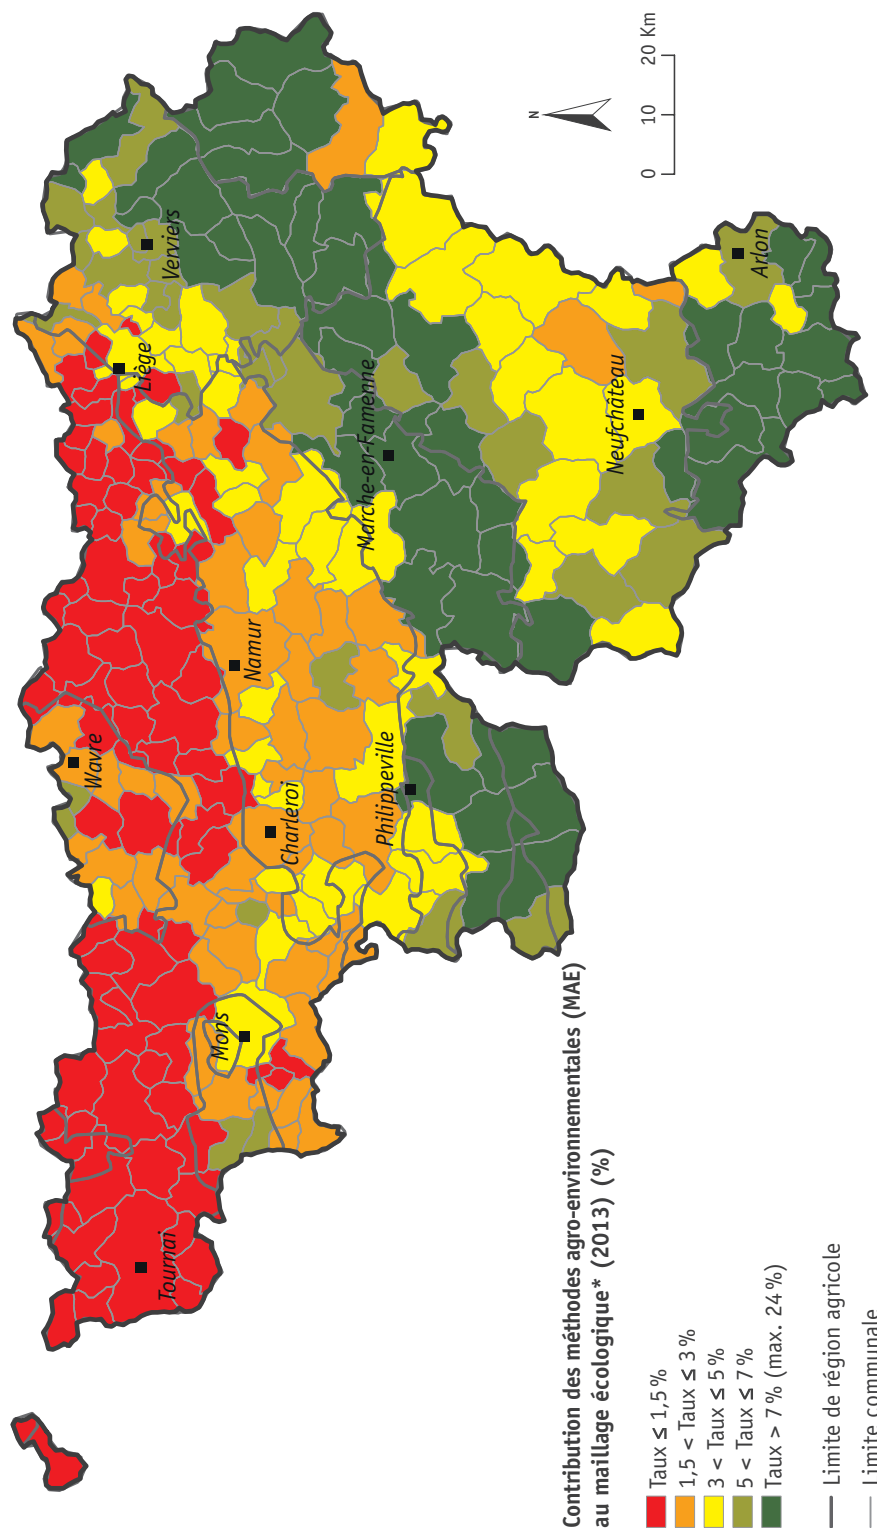 Wavre
Liège
Verviers
Tournai
Mons
Charleroi
Namur
Philippeville
Marche-en-Famenne
Neufchâteau
Arlon
N
0 10 20 Km
Contribution des méthodes agro-environnementales (MAE)
au maillage écologique* (2013) (%)
Taux ≤ 1,5 %
1,5 < Taux ≤ 3 %
3 < Taux ≤ 5 %
5 < Taux ≤ 7 %
Taux > 7 % (max. 24 %)
Limite de région agricole
Limite communale